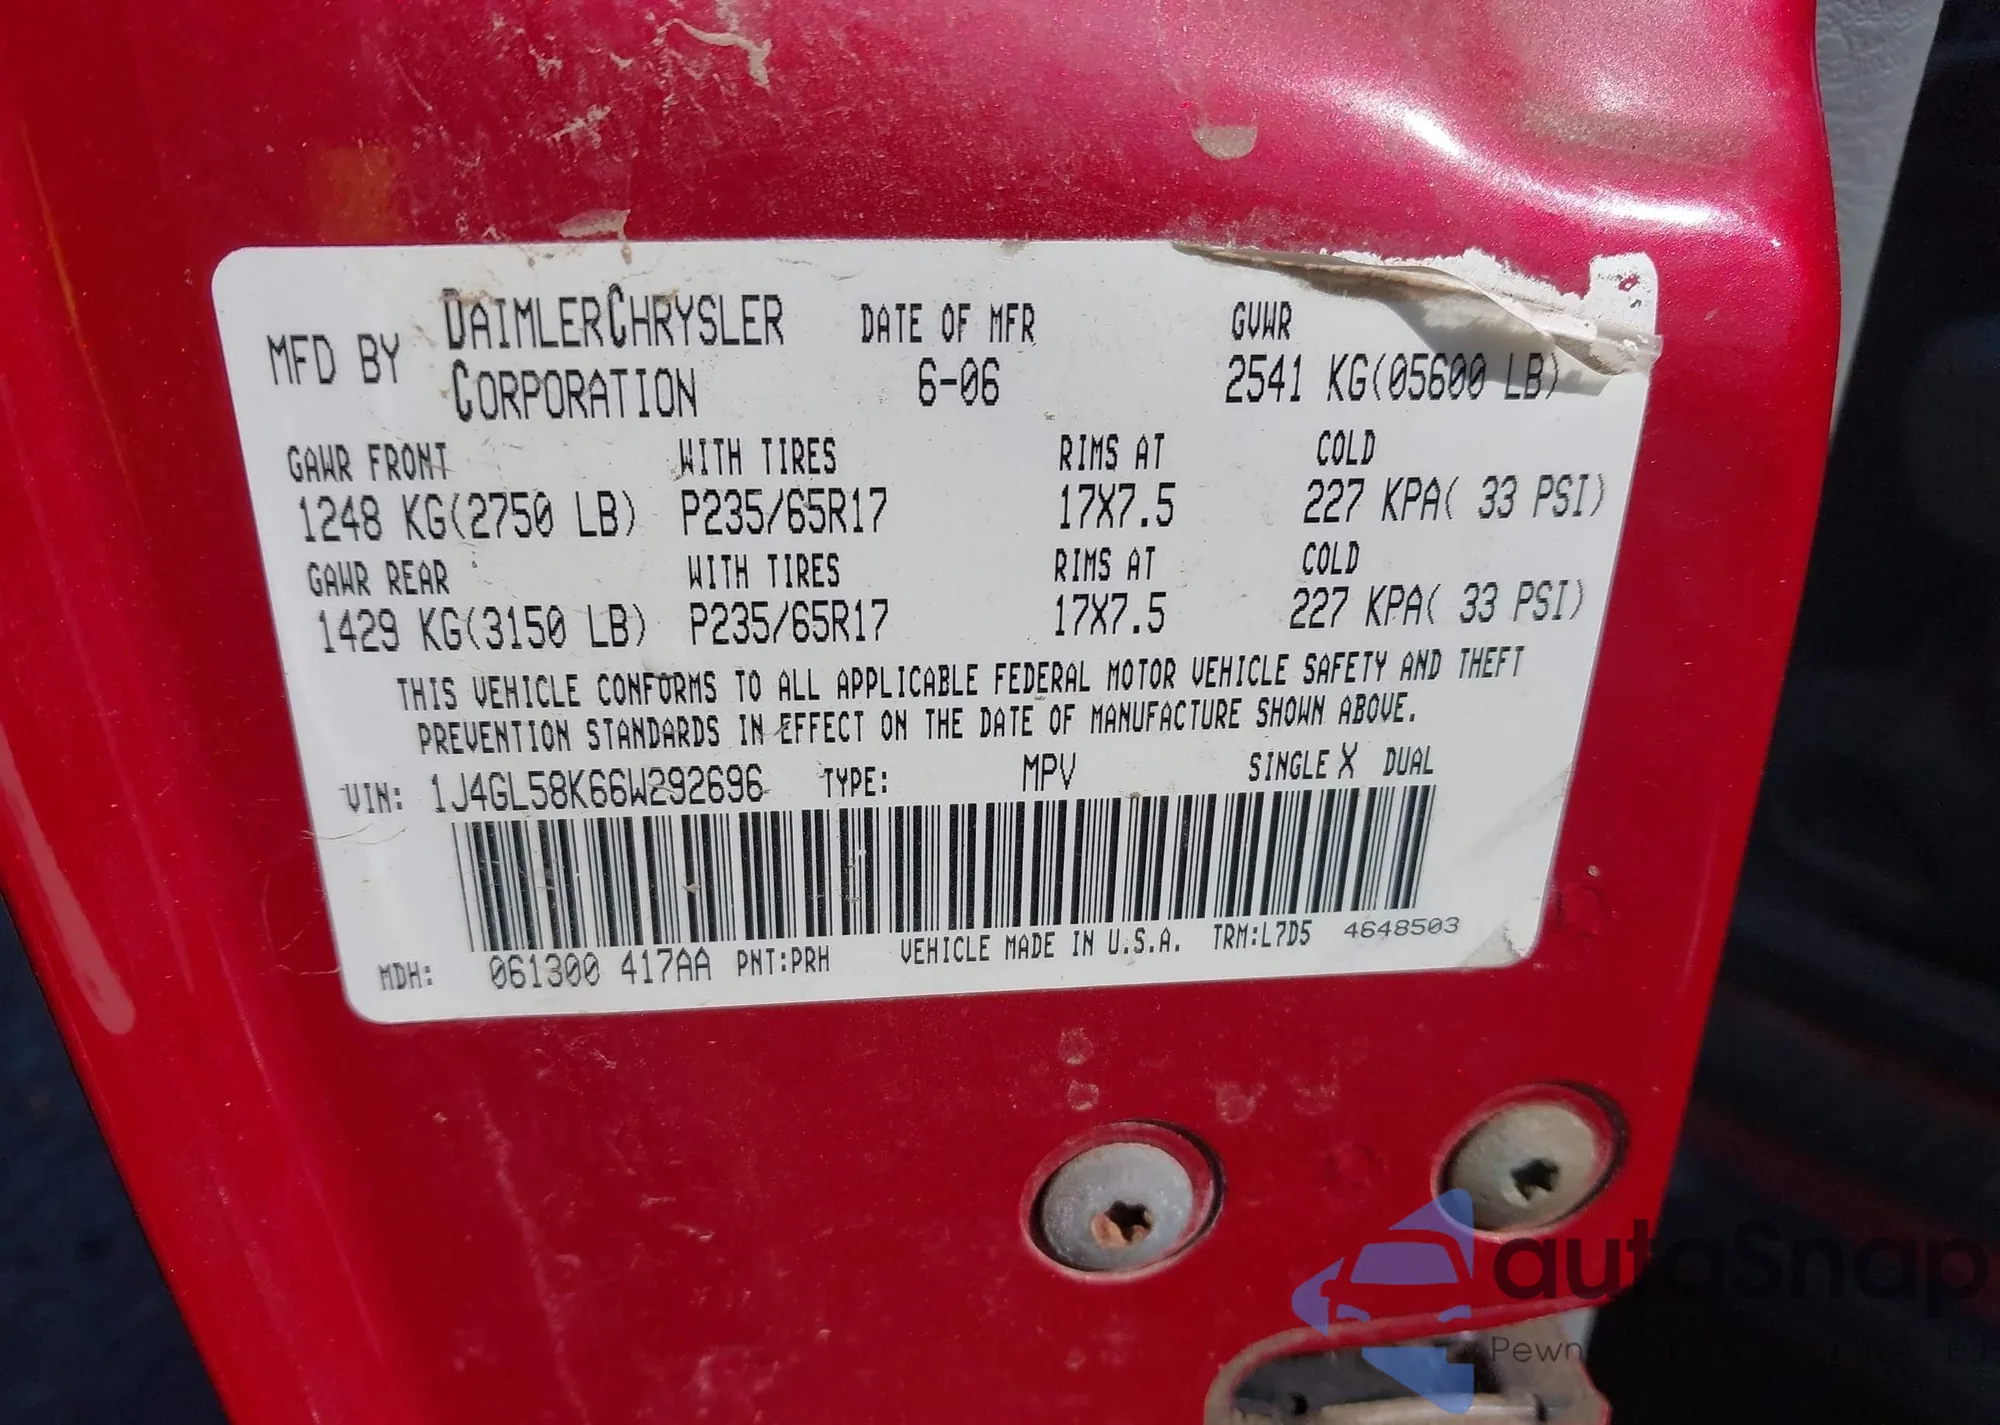 MFD BY DAIMLERCHRYSLER CORPORATION DATE OF MFR 6-06 GVWR 2541 KG(05600 LB)
GAWR FRONT WITH TIRES RIMS AT COLD
1248 KG(2750 LB) P235/65R17 17X7.5 227 KPA( 33 PSI)
GAWR REAR WITH TIRES RIMS AT COLD
1429 KG(3150 LB) P235/65R17 17X7.5 227 KPA( 33 PSI)
THIS VEHICLE CONFORMS TO ALL APPLICABLE FEDERAL MOTOR VEHICLE SAFETY AND THEFT
PREVENTION STANDARDS IN EFFECT ON THE DATE OF MANUFACTURE SHOWN ABOVE.
VIN: 1J4GL58K66W292696 TYPE: MPV SINGLE X DUAL
MDH: 061300 417AA PNT:PRH VEHICLE MADE IN U.S.A. TRM:L7D5 4648503
autaSnap